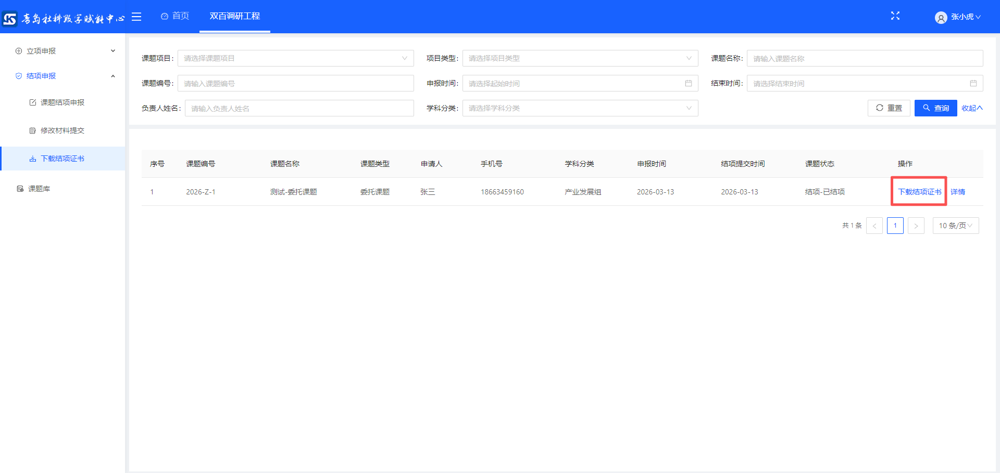 青岛社科数字赋能中心
首页
双百调研工程
张小虎
立项申报
结项申报
课题结项申报
修改材料提交
下载结项证书
课题库
课题项目： 请选择课题项目
项目类型： 请选择项目类型
课题名称： 请输入课题名称
课题编号： 请输入课题编号
申报时间： 请选择起始时间
结束时间： 请选择结束时间
负责人姓名： 请输入负责人姓名
学科分类： 请选择学科分类
重置 查询 收起
序号 课题编号 课题名称 课题类型 申请人 手机号 学科分类 申报时间 结项提交时间 课题状态 操作
1 2026-Z-1 测试-委托课题 委托课题 张三 18663459160 产业发展组 2026-03-13 2026-03-13 结项-已结项 下载结项证书 详情
共 1 条 < 1 > 10 条/页